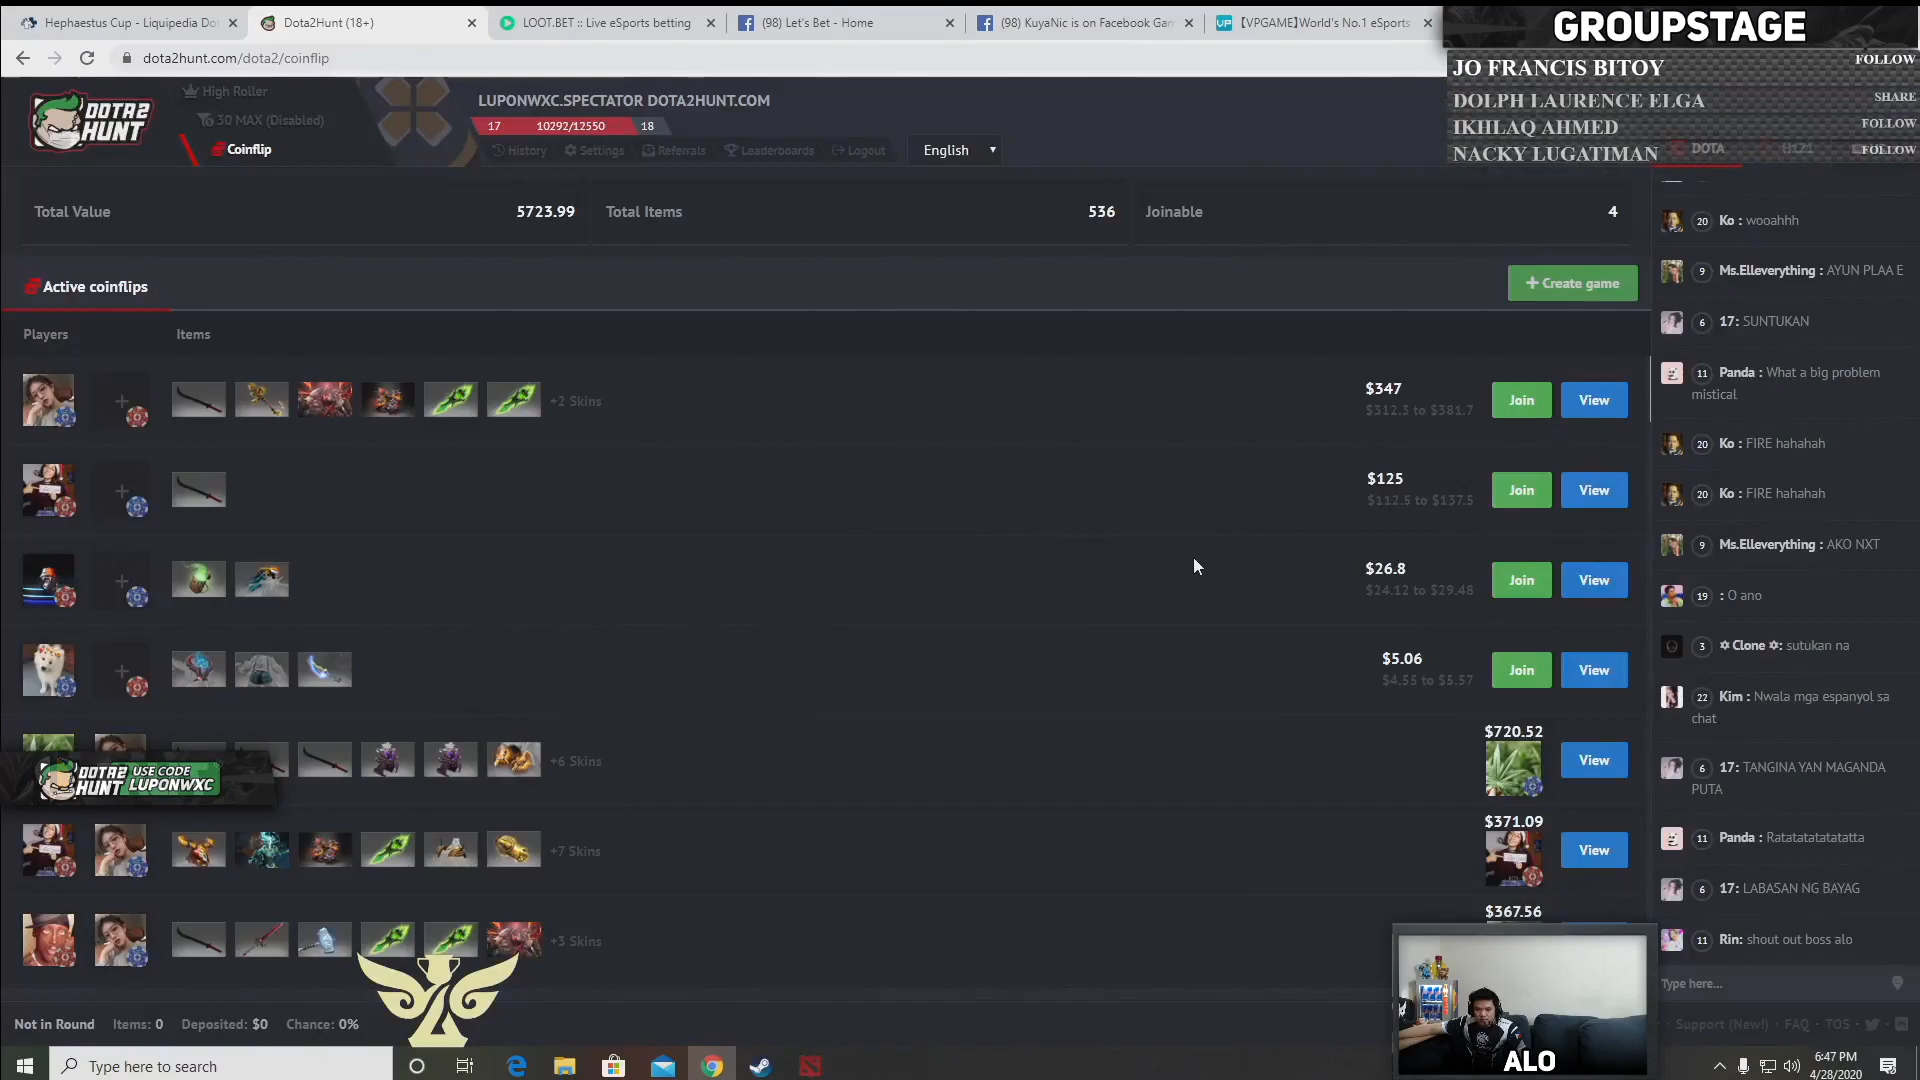 Hephaestus Cup - Liquipedia Dot
Dota2Hunt (18+)
LOOT.BET :: Live eSports betting
(98) Let's Bet - Home
(98) KuyaNic is on Facebook Gam
【VPGAME】World's No.1 eSports
GROUPSTAGE
dota2hunt.com/dota2/coinflip
JO FRANCIS BITOY FOLLOW
DOLPH LAURENCE ELGA SHARE
IKHLAQ AHMED FOLLOW
NACKY LUGATIMAN FOLLOW
DOTA2 HUNT
High Roller
30 MAX (Disabled)
Coinflip
LUPONWXC.SPECTATOR DOTA2HUNT.COM
17 10292/12550 18
History Settings Referrals Leaderboards Logout English
DOTA H1Z1
Total Value 5723.99 Total Items 536 Joinable 4
Active coinflips
Create game
Players Items
+2 Skins $347 Join View
$312.3 to $381.7
$125 Join View
$112.5 to $137.5
$26.8 Join View
$24.12 to $29.48
$5.06 Join View
$4.55 to $5.57
+6 Skins $720.52 View
DOTA2 HUNT USE CODE LUPONWXC
+7 Skins $371.09 View
+3 Skins $367.56
20 Ko : wooahhh
9 Ms.Elleverything : AYUN PLAA E
6 17: SUNTUKAN
11 Panda : What a big problem
mistical
20 Ko : FIRE hahahah
20 Ko : FIRE hahahah
9 Ms.Elleverything : AKO NXT
19 : O ano
3 ✡ Clone ✡: sutukan na
22 Kim : Nwala mga espanyol sa
chat
6 17: TANGINA YAN MAGANDA
PUTA
11 Panda : Ratatatatatatta
6 17: LABASAN NG BAYAG
11 Rin: shout out boss alo
Type here...
Not in Round Items: 0 Deposited: $0 Chance: 0%
Support (New!) · FAQ · TOS ·
ALO
Type here to search
6:47 PM
4/28/2020